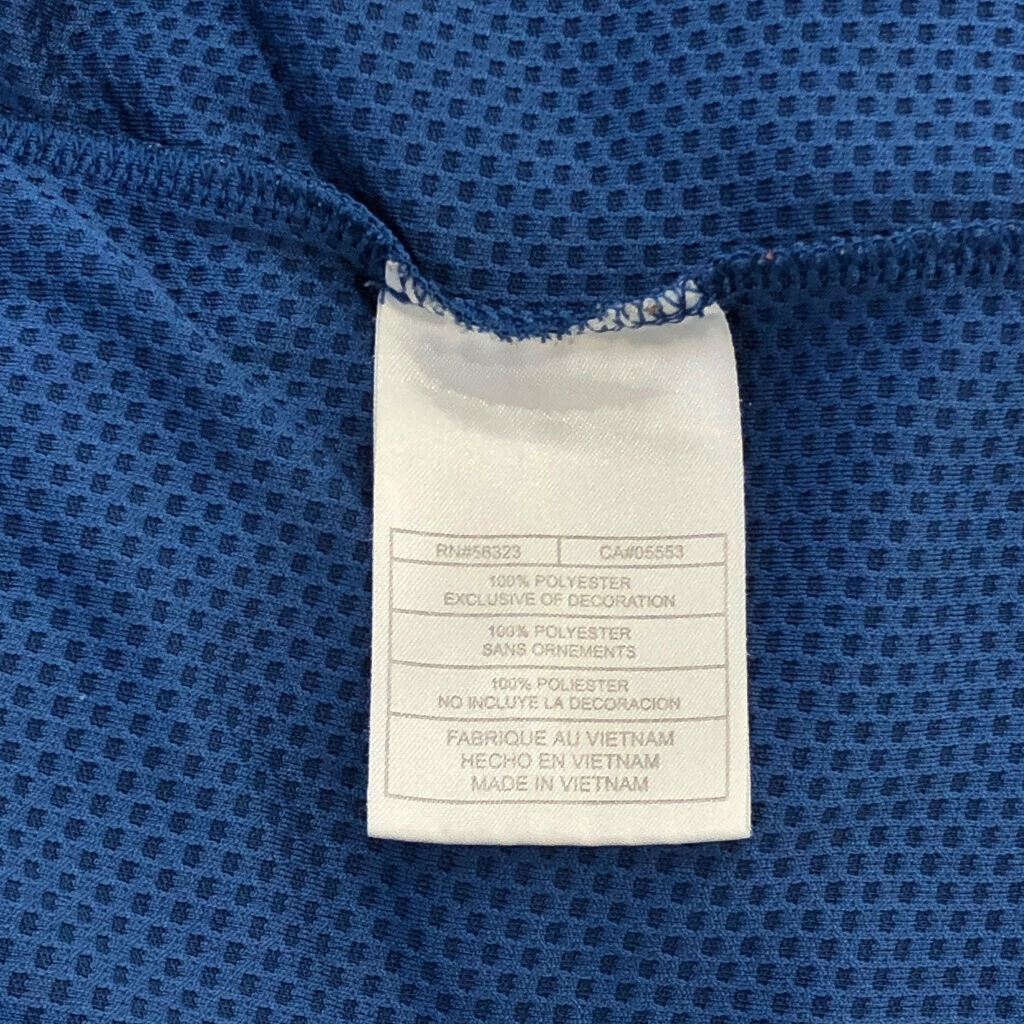 RN#56323 CA#05553
100% POLYESTER
EXCLUSIVE OF DECORATION
100% POLYESTER
SANS ORNEMENTS
100% POLIESTER
NO INCLUYE LA DECORACION
FABRIQUE AU VIETNAM
HECHO EN VIETNAM
MADE IN VIETNAM